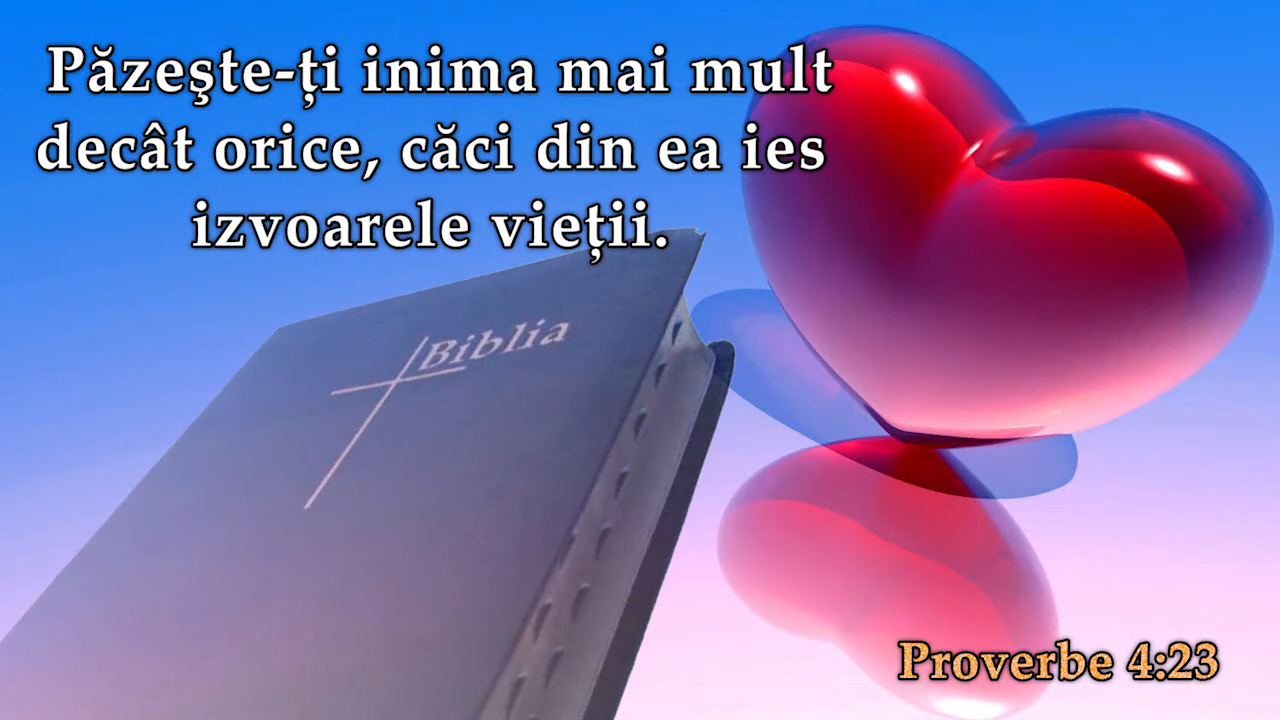 Păzeşte-ți inima mai mult
decât orice, căci din ea ies
izvoarele vieții.
Biblia
Proverbe 4:23